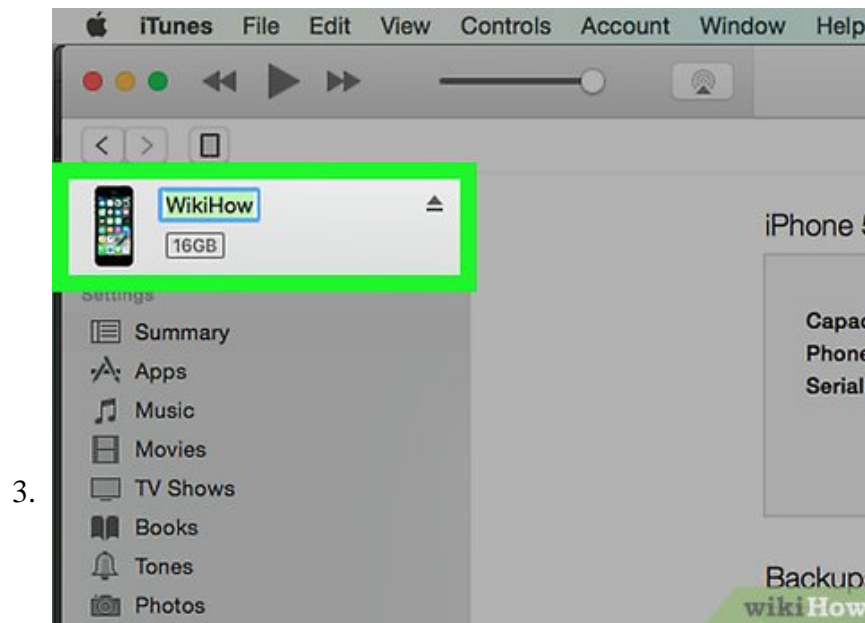 iTunes File Edit View Controls Account Window Help
WikiHow
16GB
iPhone
Settings
Summary
Capac
Apps
Phone
Serial
Music
Movies
3.
TV Shows
Books
Tones
Backups
Photos
wikiHow